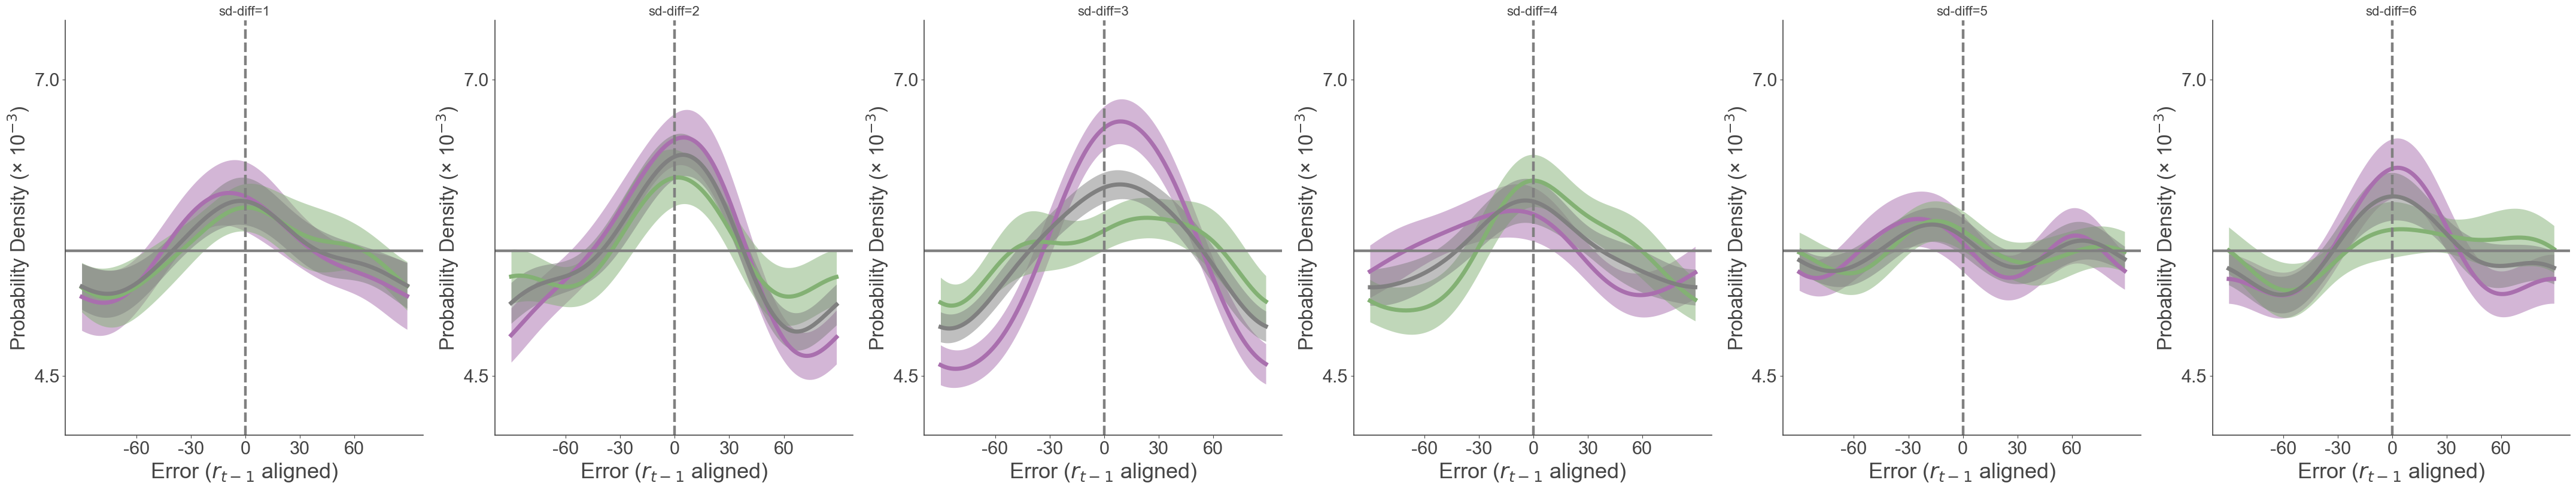 sd-diff=1
Probability Density (× 10⁻³)
7.0
4.5
-60 -30 0 30 60
Error (rₜ₋₁ aligned)
sd-diff=2
Probability Density (× 10⁻³)
7.0
4.5
-60 -30 0 30 60
Error (rₜ₋₁ aligned)
sd-diff=3
Probability Density (× 10⁻³)
7.0
4.5
-60 -30 0 30 60
Error (rₜ₋₁ aligned)
sd-diff=4
Probability Density (× 10⁻³)
7.0
4.5
-60 -30 0 30 60
Error (rₜ₋₁ aligned)
sd-diff=5
Probability Density (× 10⁻³)
7.0
4.5
-60 -30 0 30 60
Error (rₜ₋₁ aligned)
sd-diff=6
Probability Density (× 10⁻³)
7.0
4.5
-60 -30 0 30 60
Error (rₜ₋₁ aligned)